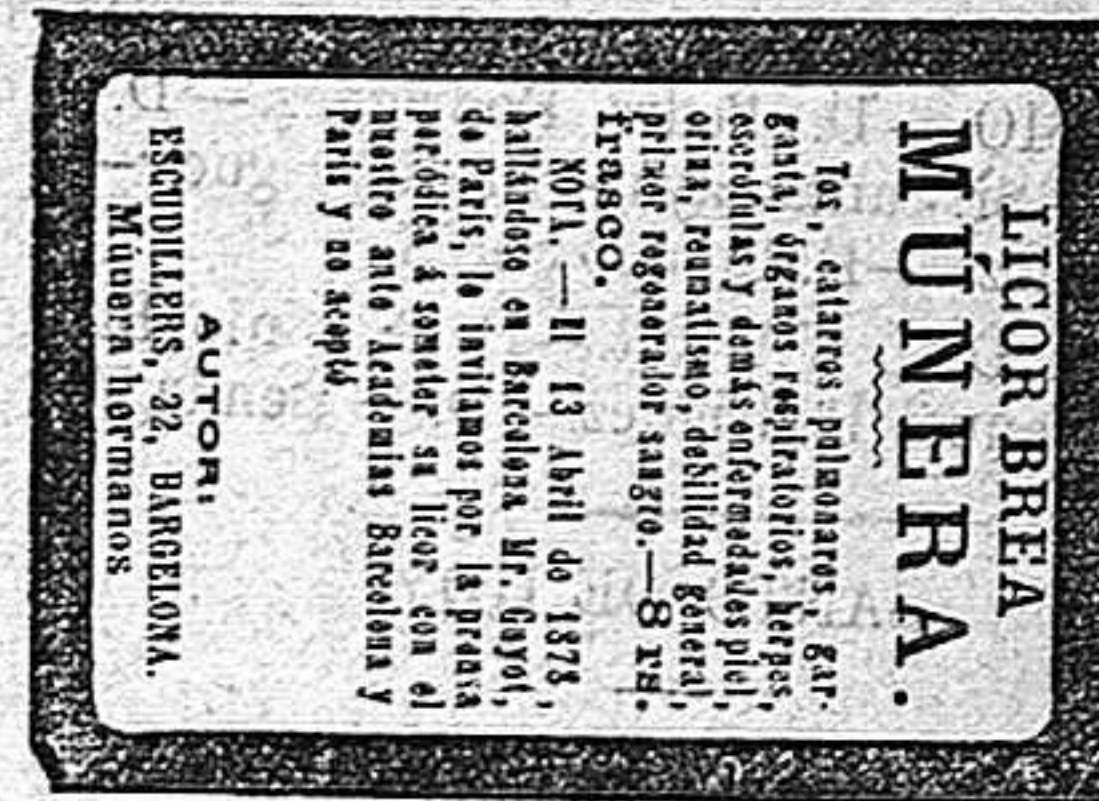 LICOR BREA
MÚNERA.
Tos, catarros pulmonares, gar-
ganta, órganos respiratorios, herpes,
escrófulas y demás enfermedades piel,
orina, reumatismo, debilidad general,
primer regenerador sangre.—8 rs.
frasco.
NOTA.—El 13 Abril de 1878,
hallándose en Barcelona Mr. Guyot,
de París, le invitamos por la prensa
periódica á someter su licor con el
nuestro ante Academias Barcelona y
París y no aceptó.
AUTOR:
ESCUDILLERS, 22, BARCELONA.
Múnera hermanos